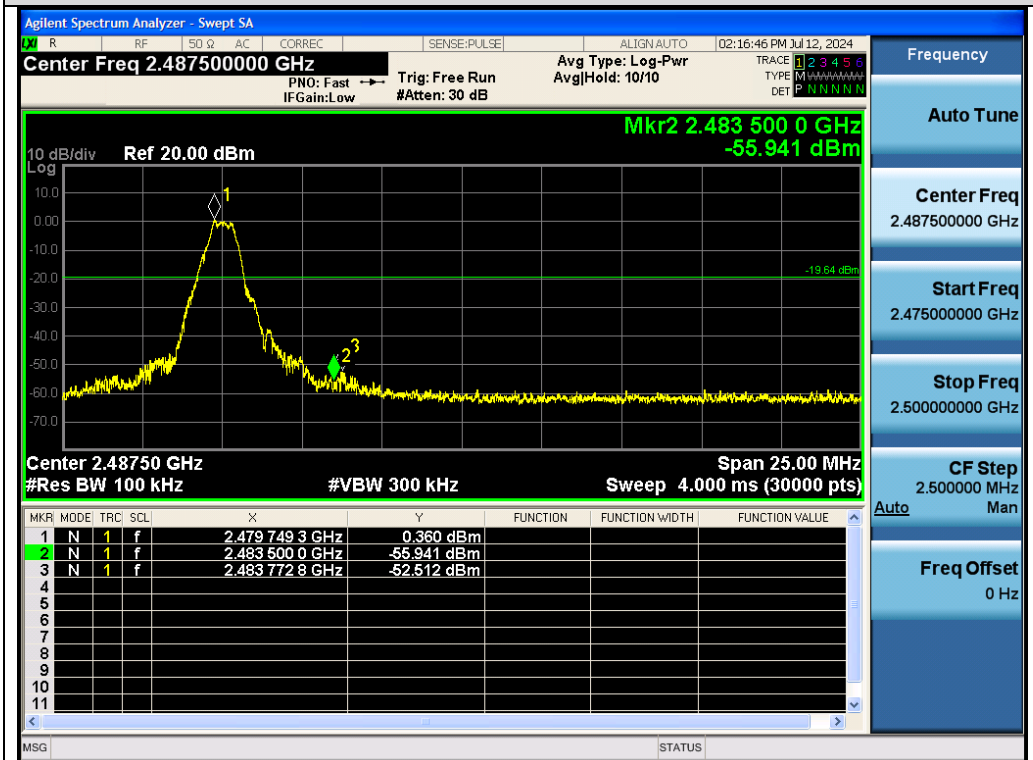 Agilent Spectrum Analyzer - Swept SA
LXI R RF 50 Ω AC CORREC SENSE:PULSE ALIGN AUTO 02:16:46 PM Jul 12, 2024
Center Freq 2.487500000 GHz
PNO: Fast
IFGain:Low
Trig: Free Run
#Atten: 30 dB
Avg Type: Log-Pwr
Avg|Hold: 10/10
TRACE 1 2 3 4 5 6
TYPE M W W W W W
DET P N N N N N
Mkr2 2.483 500 0 GHz
-55.941 dBm
10 dB/div Ref 20.00 dBm
Log
10.0
0.00
-10.0
-20.0
-30.0
-40.0
-50.0
-60.0
-70.0
1
-19.64 dBm
2
3
Center 2.48750 GHz Span 25.00 MHz
#Res BW 100 kHz #VBW 300 kHz Sweep 4.000 ms (30000 pts)
MKR MODE TRC SCL X Y FUNCTION FUNCTION WIDTH FUNCTION VALUE
1 N 1 f 2.479 749 3 GHz 0.360 dBm
2 N 1 f 2.483 500 0 GHz -55.941 dBm
3 N 1 f 2.483 772 8 GHz -52.512 dBm
4
5
6
7
8
9
10
11
MSG STATUS
Frequency
Auto Tune
Center Freq
2.487500000 GHz
Start Freq
2.475000000 GHz
Stop Freq
2.500000000 GHz
CF Step
2.500000 MHz
Auto Man
Freq Offset
0 Hz